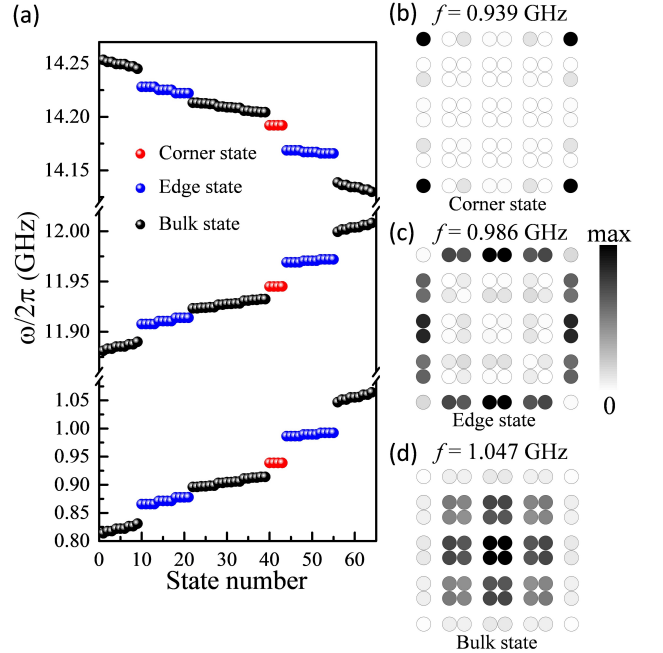 (a)
ω/2π (GHz)
14.25
14.20
14.15
12.00
11.95
11.90
1.05
1.00
0.95
0.90
0.85
0.80
Corner state
Edge state
Bulk state
0 10 20 30 40 50 60
State number
(b) f = 0.939 GHz
Corner state
(c) f = 0.986 GHz
Edge state
max
0
(d) f = 1.047 GHz
Bulk state